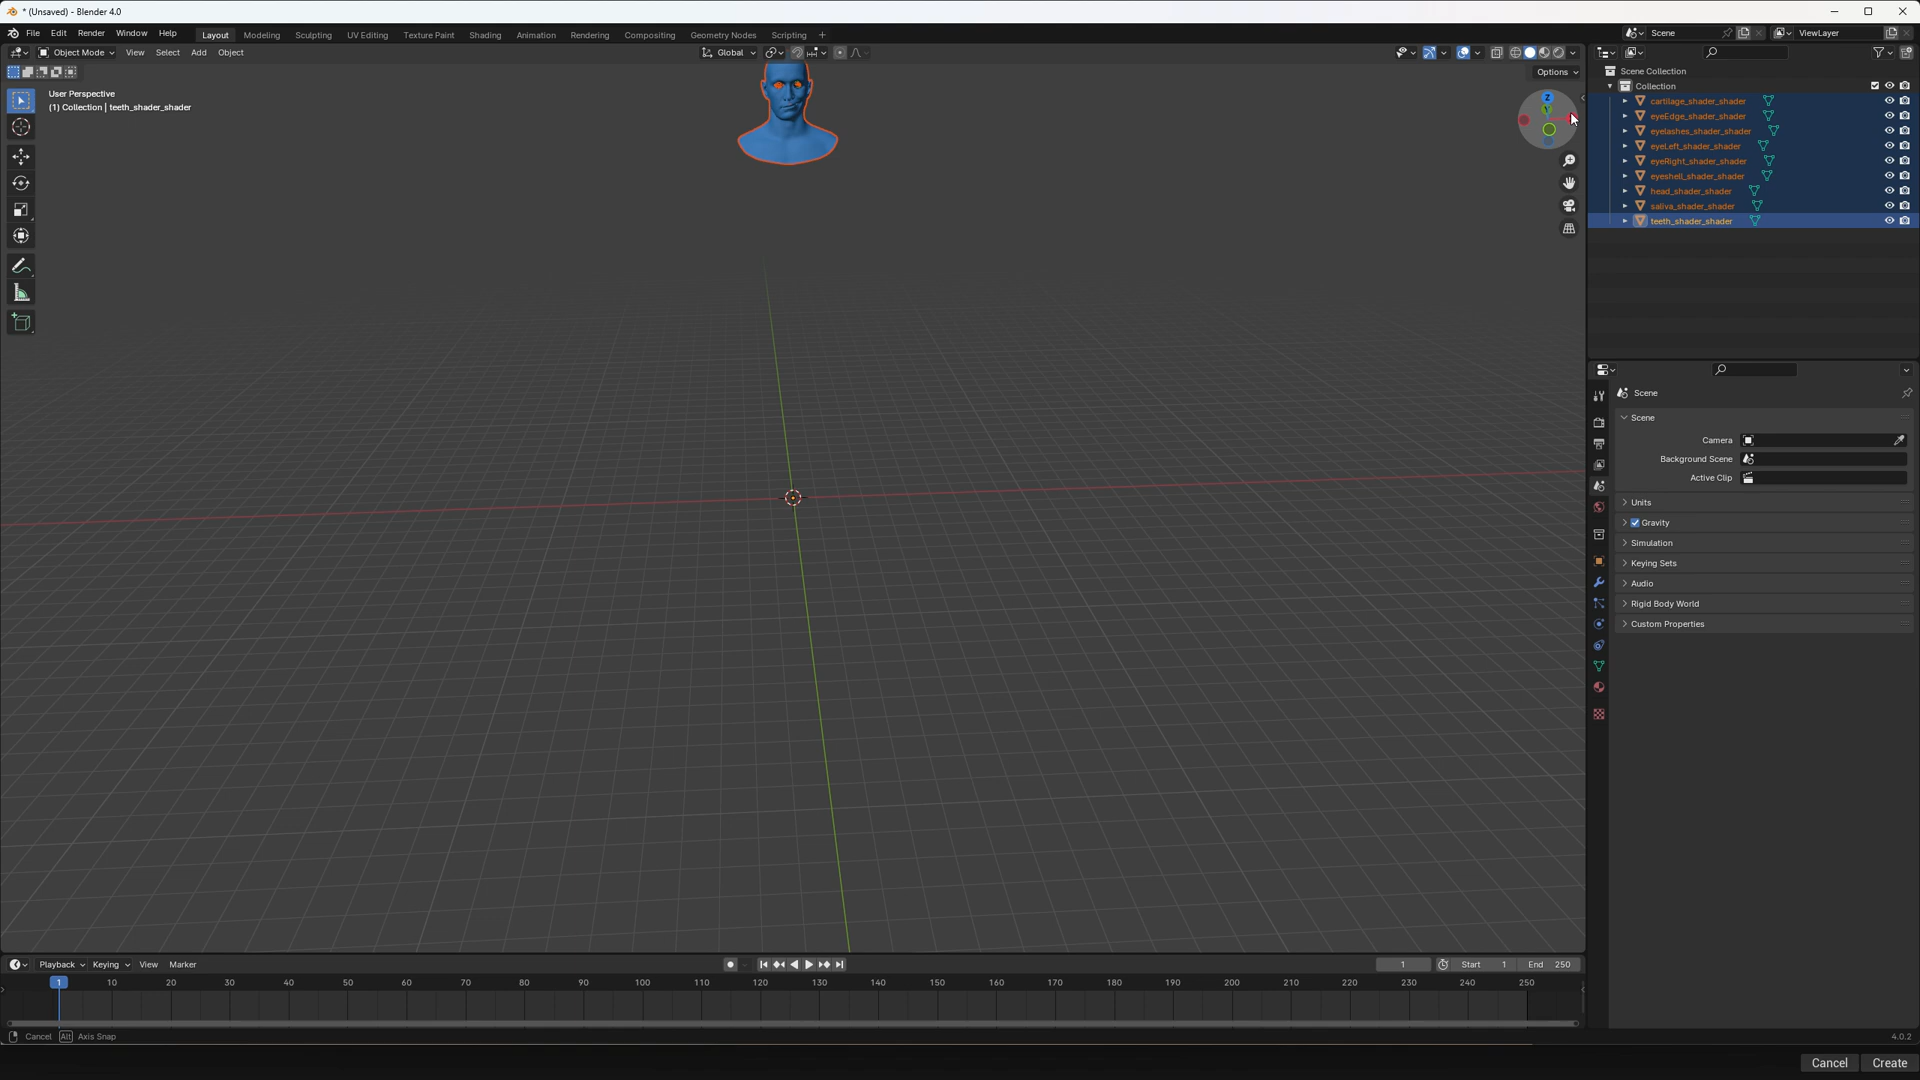 * (Unsaved) - Blender 4.0
File Edit Render Window Help Layout Modeling Sculpting UV Editing Texture Paint Shading Animation Rendering Compositing Geometry Nodes Scripting + Scene ViewLayer
Object Mode View Select Add Object Global
Options
User Perspective
(1) Collection | teeth_shader_shader
Z
Scene Collection
Collection
cartilage_shader_shader
eyeEdge_shader_shader
eyelashes_shader_shader
eyeLeft_shader_shader
eyeRight_shader_shader
eyeshell_shader_shader
head_shader_shader
saliva_shader_shader
teeth_shader_shader
Scene
Scene
Camera
Background Scene
Active Clip
Units
Gravity
Simulation
Keying Sets
Audio
Rigid Body World
Custom Properties
Playback Keying View Marker 1 Start 1 End 250
1 10 20 30 40 50 60 70 80 90 100 110 120 130 140 150 160 170 180 190 200 210 220 230 240 250
Cancel Alt Axis Snap 4.0.2
Cancel Create